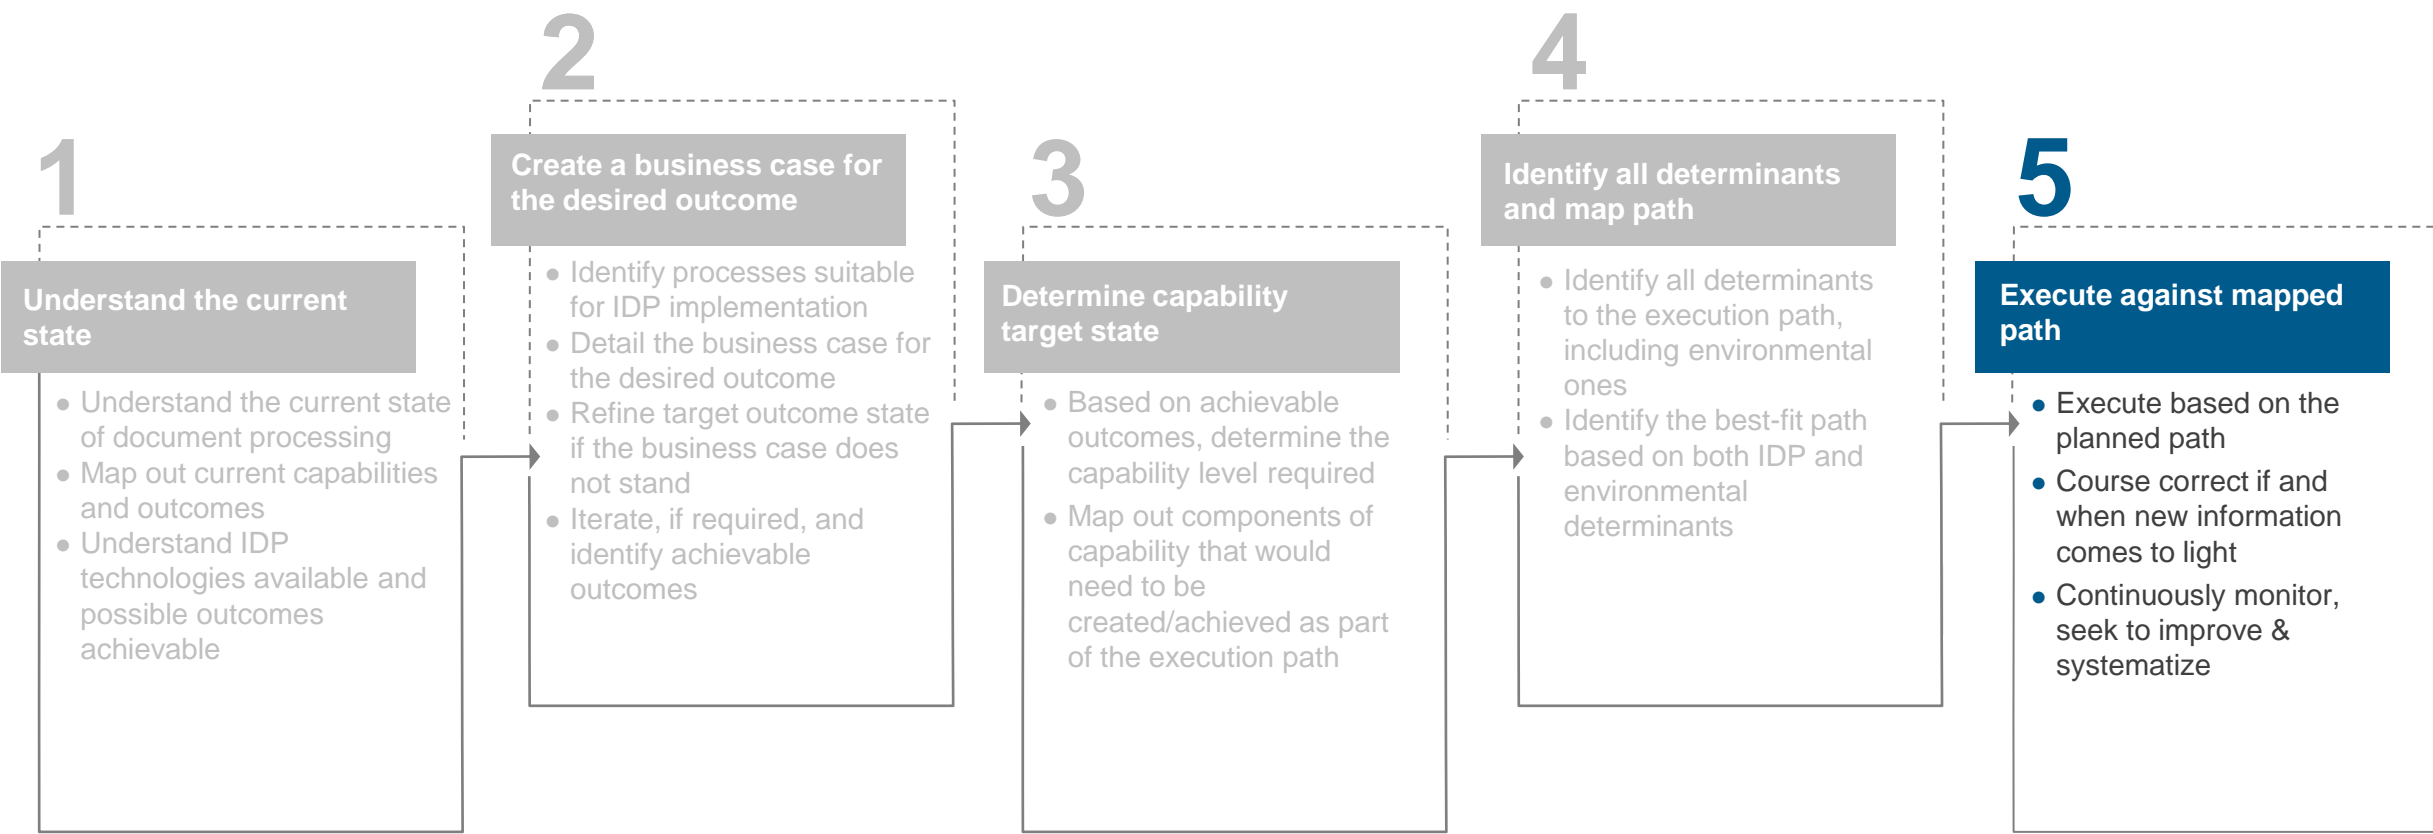 1
Understand the current
state
● Understand the current state
of document processing
● Map out current capabilities
and outcomes
● Understand IDP
technologies available and
possible outcomes
achievable
2
Create a business case for
the desired outcome
● Identify processes suitable
for IDP implementation
● Detail the business case for
the desired outcome
● Refine target outcome state
if the business case does
not stand
● Iterate, if required, and
identify achievable
outcomes
3
Determine capability
target state
● Based on achievable
outcomes, determine the
capability level required
● Map out components of
capability that would
need to be
created/achieved as part
of the execution path
4
Identify all determinants
and map path
● Identify all determinants
to the execution path,
including environmental
ones
● Identify the best-fit path
based on both IDP and
environmental
determinants
5
Execute against mapped
path
● Execute based on the
planned path
● Course correct if and
when new information
comes to light
● Continuously monitor,
seek to improve &
systematize